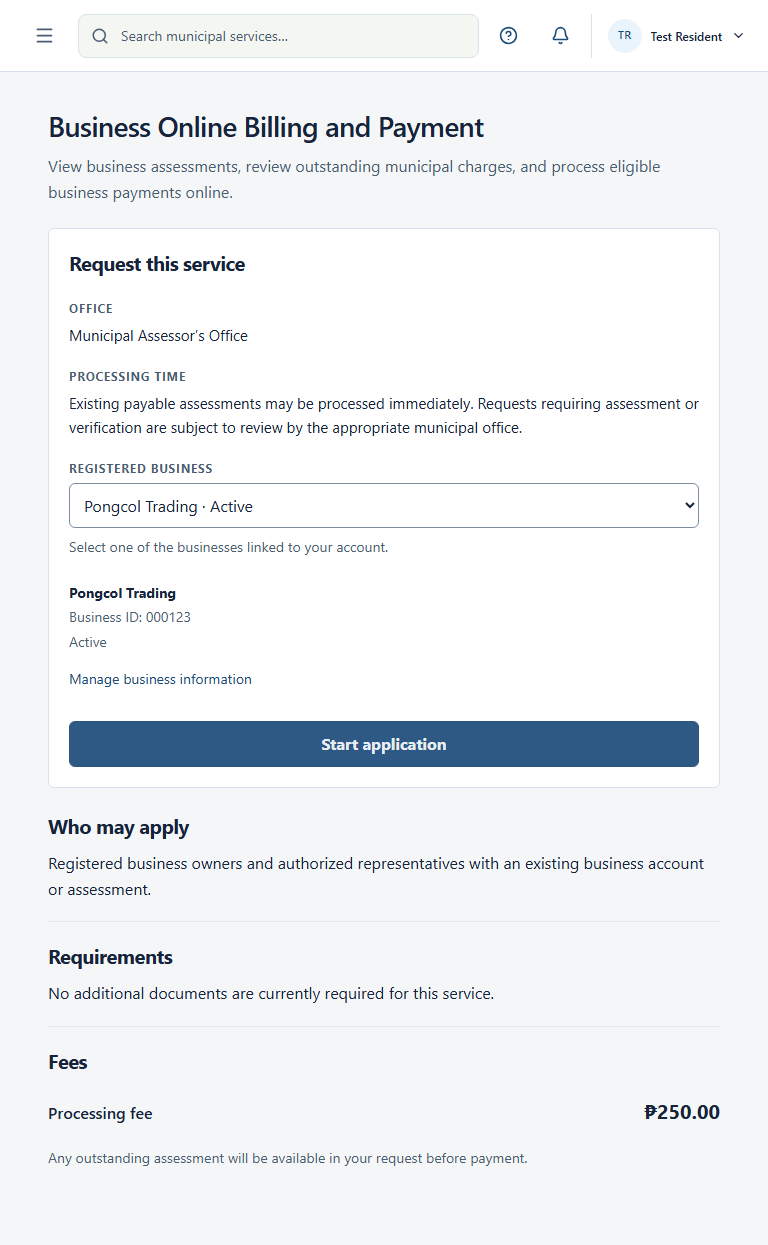 Search municipal services...
TR
Test Resident
Business Online Billing and Payment
View business assessments, review outstanding municipal charges, and process eligible
business payments online.
Request this service
OFFICE
Municipal Assessor's Office
PROCESSING TIME
Existing payable assessments may be processed immediately. Requests requiring assessment or
verification are subject to review by the appropriate municipal office.
REGISTERED BUSINESS
Pongcol Trading · Active
Select one of the businesses linked to your account.
Pongcol Trading
Business ID: 000123
Active
Manage business information
Start application
Who may apply
Registered business owners and authorized representatives with an existing business account
or assessment.
Requirements
No additional documents are currently required for this service.
Fees
Processing fee
₱250.00
Any outstanding assessment will be available in your request before payment.